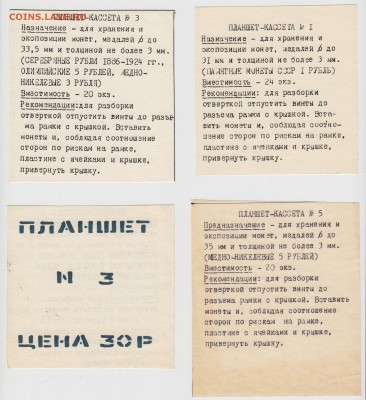 COINS.LAVE.RU
ПЛАНШЕТ-КАССЕТА № 3
Назначение - для хранения и
экспозиции монет, медалей ∅ до
33,5 мм и толщиной не более 3 мм.
(СЕРЕБРЯНЫЕ РУБЛИ 1886-1924 гг.,
ОЛИМПИЙСКИЕ 5 РУБЛЕЙ, МЕДНО-
НИКЕЛЕВЫЕ 3 РУБЛЯ)
Вместимость - 20 экз.
Рекомендации: для разборки
отверткой отпустить винты до разъе-
ма рамки с крышкой. Вставить
монеты и, соблюдая соотношение
сторон по рискам на рамке,
пластине с ячейками и крышке,
привернуть крышку.
ПЛАНШЕТ-КАССЕТА № I
Назначение - для хранения и
экспозиции монет, медалей ∅ до
31 мм и толщиной не более 3 мм.
(ПАМЯТНЫЕ МОНЕТЫ СССР I РУБЛЬ)
Вместимость - 24 экз.
Рекомендации: для разборки
отверткой отпустить винты до
разъема рамки с крышкой. Вста-
вить монеты и, соблюдая соотно-
шение сторон по рискам на рамке,
пластине с ячейками и крышке,
привернуть крышку.
ПЛАНШЕТ
N 3
ЦЕНА 30Р
ПЛАНШЕТ-КАССЕТА № 5
Предназначение - для хранения и
экспозиции монет, медалей ∅ до
35 мм и толщиной не более 3 мм.
(МЕДНО-НИКЕЛЕВЫЕ 5 РУБЛЕЙ)
Вместимость - 20 экз.
Рекомендации: для разборки
отверткой отпустить винты до
разъема рамки с крышкой. Вставить
монеты и, соблюдая соотношение
сторон по рискам на рамке,
пластине с ячейками и крышке,
привернуть крышку.